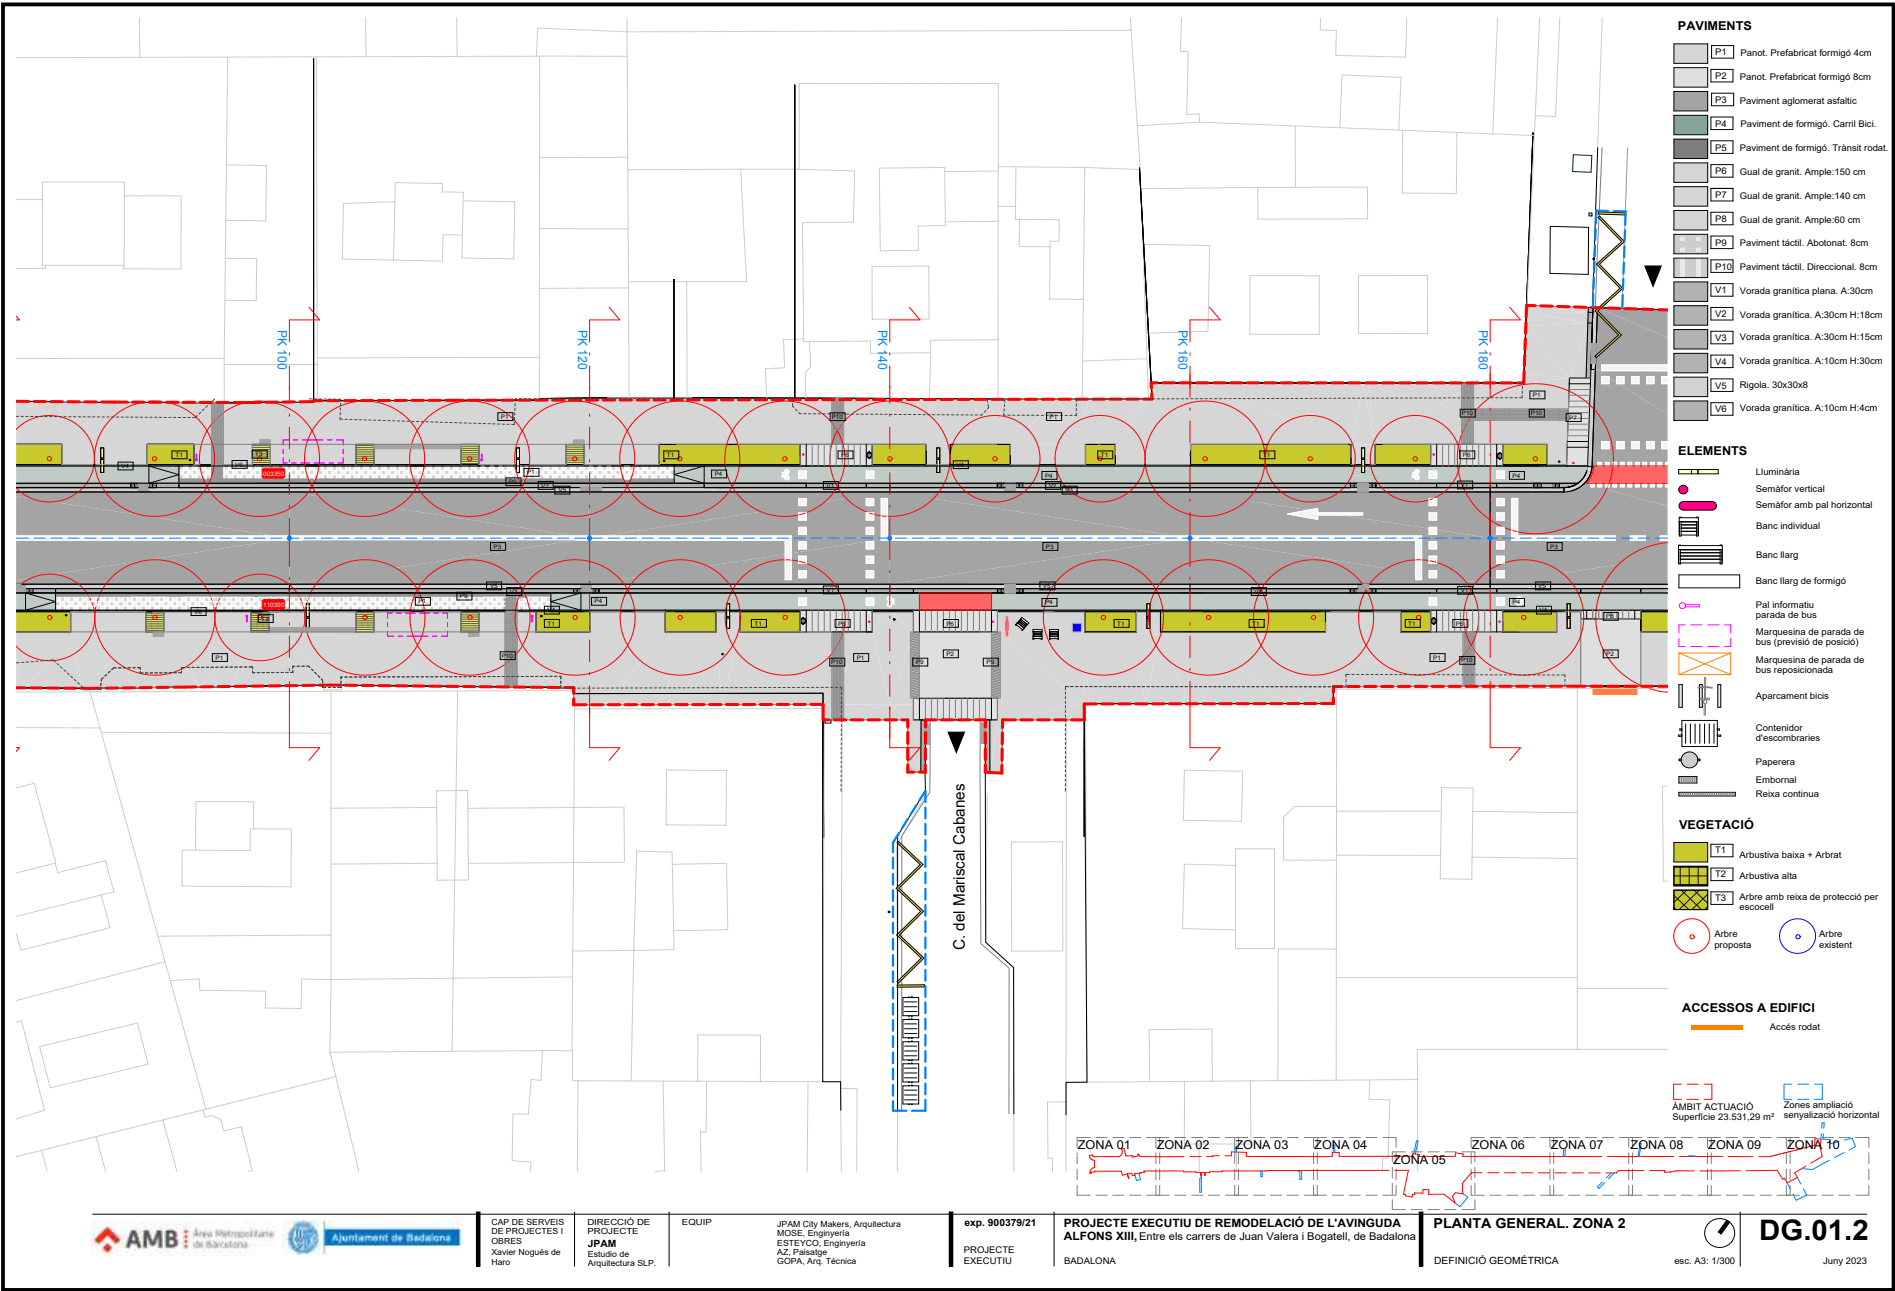 PAVIMENTS
P1 Panot. Prefabricat formigó 4cm
P2 Panot. Prefabricat formigó 8cm
P3 Paviment aglomerat asfaltic
P4 Paviment de formigó. Carril Bici.
P5 Paviment de formigó. Trànsit rodat.
P6 Gual de granit. Ample:150 cm
P7 Gual de granit. Ample:140 cm
P8 Gual de granit. Ample:60 cm
P9 Paviment tàctil. Abotonat. 8cm
P10 Paviment tàctil. Direccional. 8cm
V1 Vorada granítica plana. A:30cm
V2 Vorada granítica. A:30cm H:18cm
V3 Vorada granítica. A:30cm H:15cm
V4 Vorada granítica. A:10cm H:30cm
V5 Rigola. 30x30x8
V6 Vorada granítica. A:10cm H:4cm
ELEMENTS
Lluminària
Semàfor vertical
Semàfor amb pal horitzontal
Banc individual
Banc llarg
Banc llarg de formigó
Pal informatiu
parada de bus
Marquesina de parada de
bus (previsió de posició)
Marquesina de parada de
bus reposicionada
Aparcament bicis
Contenidor
d'escombraries
Paperera
Embornal
Reixa continua
VEGETACIÓ
T1 Arbustiva baixa + Arbrat
T2 Arbustiva alta
T3 Arbre amb reixa de protecció per
escocell
Arbre
proposta
Arbre
existent
ACCESSOS A EDIFICI
Accés rodat
ÀMBIT ACTUACIÓ
Superfície 23.531,29 m²
Zones ampliació
senyalizació horizontal
PK 100
PK 120
PK 140
PK 160
PK 180
C. del Mariscal Cabanes
ZONA 01
ZONA 02
ZONA 03
ZONA 04
ZONA 05
ZONA 06
ZONA 07
ZONA 08
ZONA 09
ZONA 10
AMB Àrea Metropolitana
de Barcelona
Ajuntament de Badalona
CAP DE SERVEIS
DE PROJECTES I
OBRES
Xavier Nogués de
Haro
DIRECCIÓ DE
PROJECTE
JPAM
Estudio de
Arquitectura SLP.
EQUIP
JPAM City Makers, Arquitectura
MOSE, Enginyeria
ESTEYCO, Enginyeria
AZ, Paisatge
GOPA, Arq. Técnica
exp. 900379/21
PROJECTE
EXECUTIU
PROJECTE EXECUTIU DE REMODELACIÓ DE L'AVINGUDA
ALFONS XIII, Entre els carrers de Juan Valera i Bogatell, de Badalona
BADALONA
PLANTA GENERAL. ZONA 2
DEFINICIÓ GEOMÉTRICA
esc. A3: 1/300
DG.01.2
Juny 2023